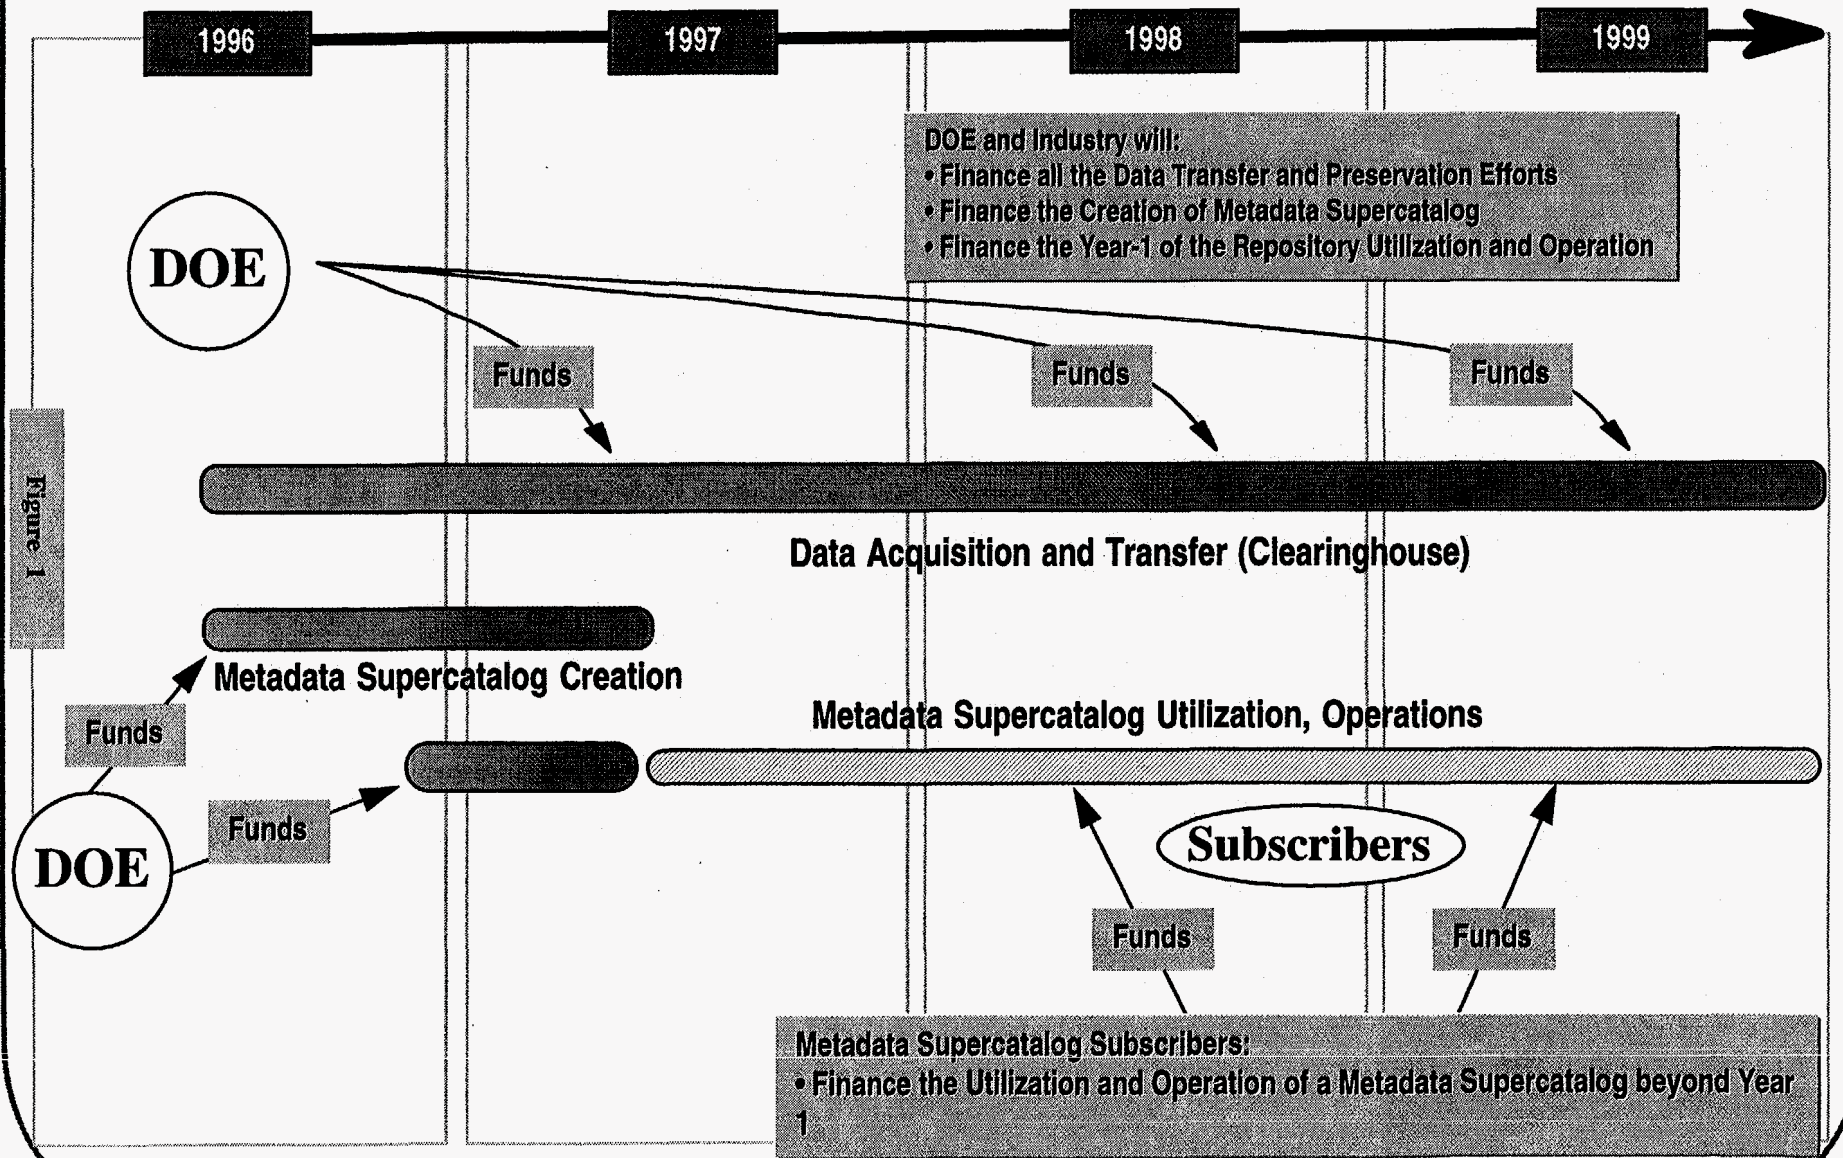 1996
1997
1998
1999
DOE and Industry will:
• Finance all the Data Transfer and Preservation Efforts
• Finance the Creation of Metadata Supercatalog
• Finance the Year-1 of the Repository Utilization and Operation
DOE
Funds
Funds
Funds
Figure 1
Data Acquisition and Transfer (Clearinghouse)
Metadata Supercatalog Creation
Funds
Metadata Supercatalog Utilization, Operations
Funds
DOE
Subscribers
Funds
Funds
Metadata Supercatalog Subscribers:
• Finance the Utilization and Operation of a Metadata Supercatalog beyond Year
1